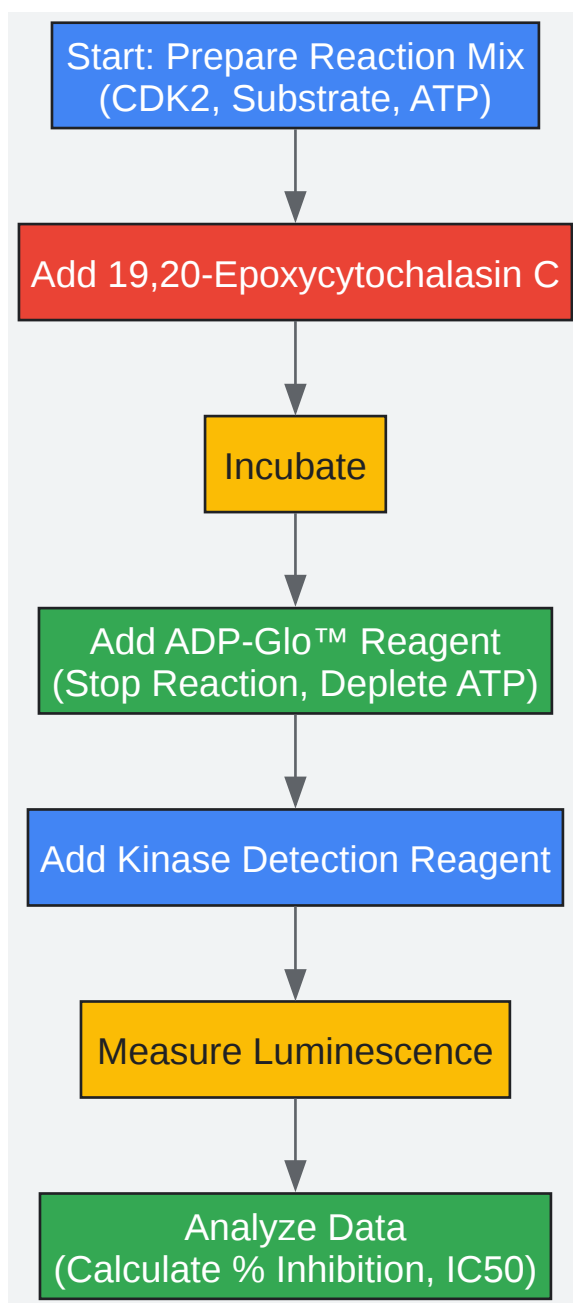 Start: Prepare Reaction Mix
(CDK2, Substrate, ATP)
Add 19,20-Epoxycytochalasin C
Incubate
Add ADP-Glo™ Reagent
(Stop Reaction, Deplete ATP)
Add Kinase Detection Reagent
Measure Luminescence
Analyze Data
(Calculate % Inhibition, IC50)